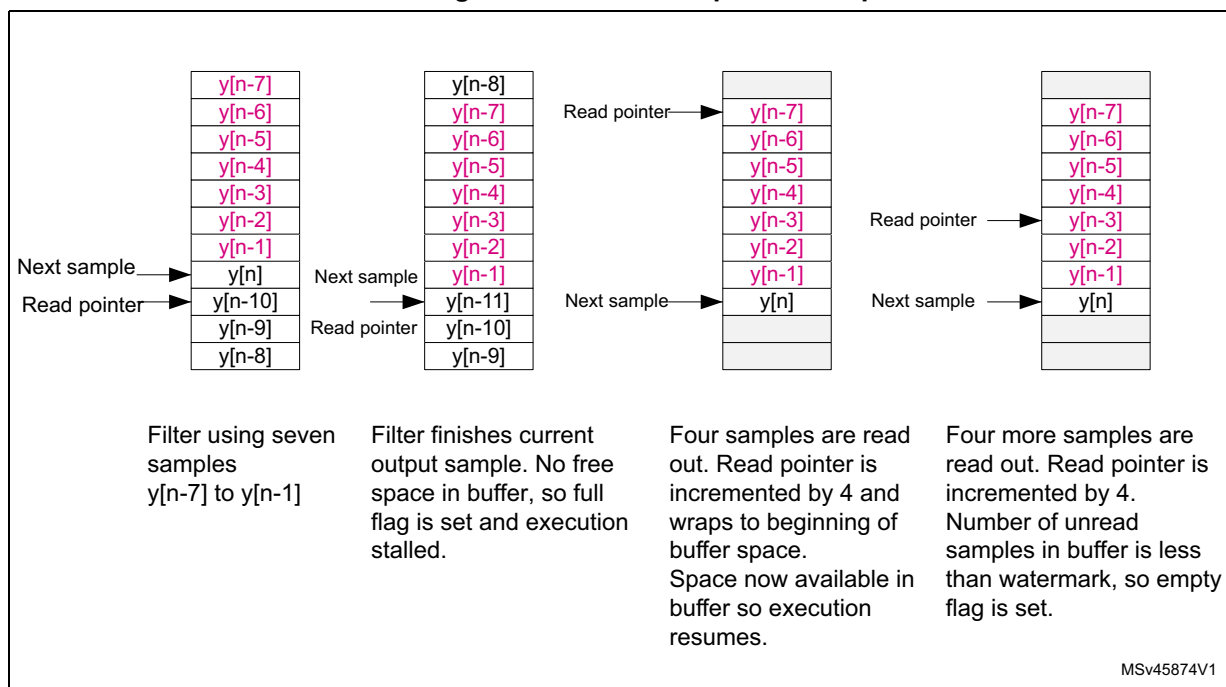 y[n-7]
y[n-6]
y[n-5]
y[n-4]
y[n-3]
y[n-2]
y[n-1]
Next sample
y[n]
Read pointer
y[n-10]
y[n-9]
y[n-8]
Filter using seven
samples
y[n-7] to y[n-1]
y[n-8]
y[n-7]
y[n-6]
y[n-5]
y[n-4]
y[n-3]
y[n-2]
Next sample
y[n-1]
y[n-11]
Read pointer
y[n-10]
y[n-9]
Filter finishes current
output sample. No free
space in buffer, so full
flag is set and execution
stalled.
Read pointer
y[n-7]
y[n-6]
y[n-5]
y[n-4]
y[n-3]
y[n-2]
y[n-1]
Next sample
y[n]
Four samples are read
out. Read pointer is
incremented by 4 and
wraps to beginning of
buffer space.
Space now available in
buffer so execution
resumes.
y[n-7]
y[n-6]
y[n-5]
y[n-4]
Read pointer
y[n-3]
y[n-2]
y[n-1]
Next sample
y[n]
Four more samples are
read out. Read pointer is
incremented by 4.
Number of unread
samples in buffer is less
than watermark, so empty
flag is set.
MSv45874V1